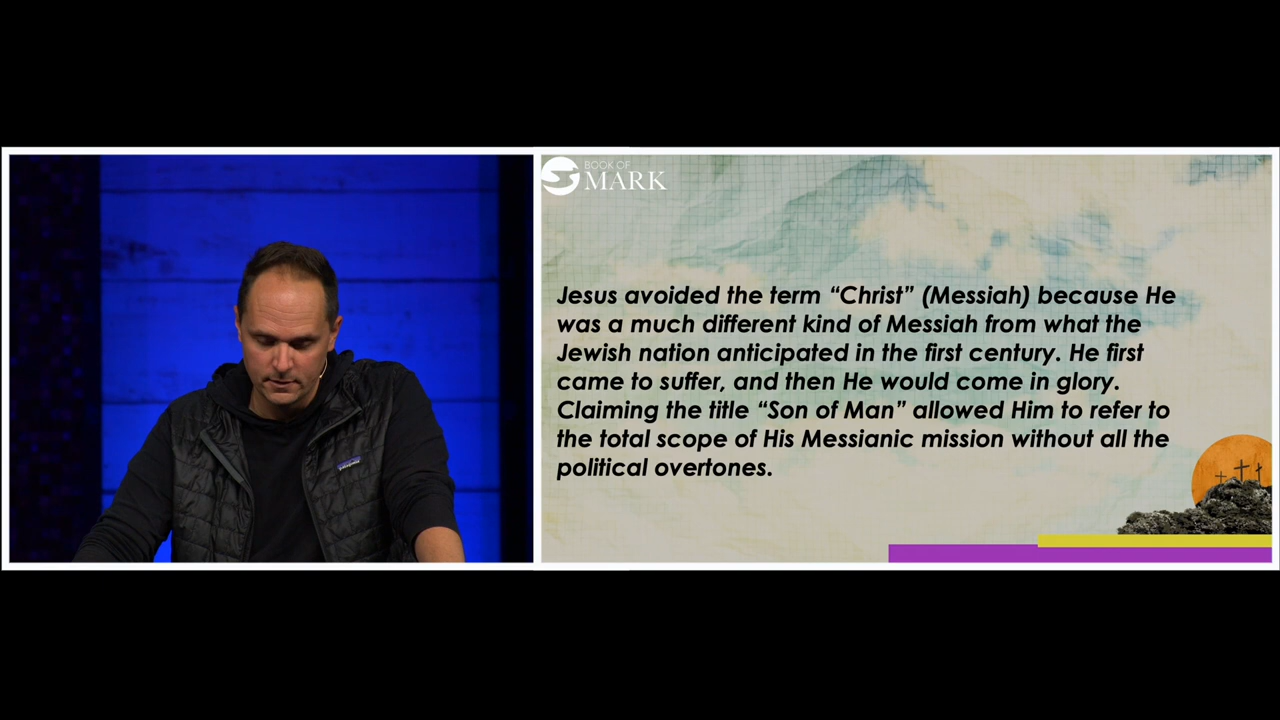 BOOK OF
MARK
Jesus avoided the term “Christ” (Messiah) because He
was a much different kind of Messiah from what the
Jewish nation anticipated in the first century. He first
came to suffer, and then He would come in glory.
Claiming the title “Son of Man” allowed Him to refer to
the total scope of His Messianic mission without all the
political overtones.
patagonia